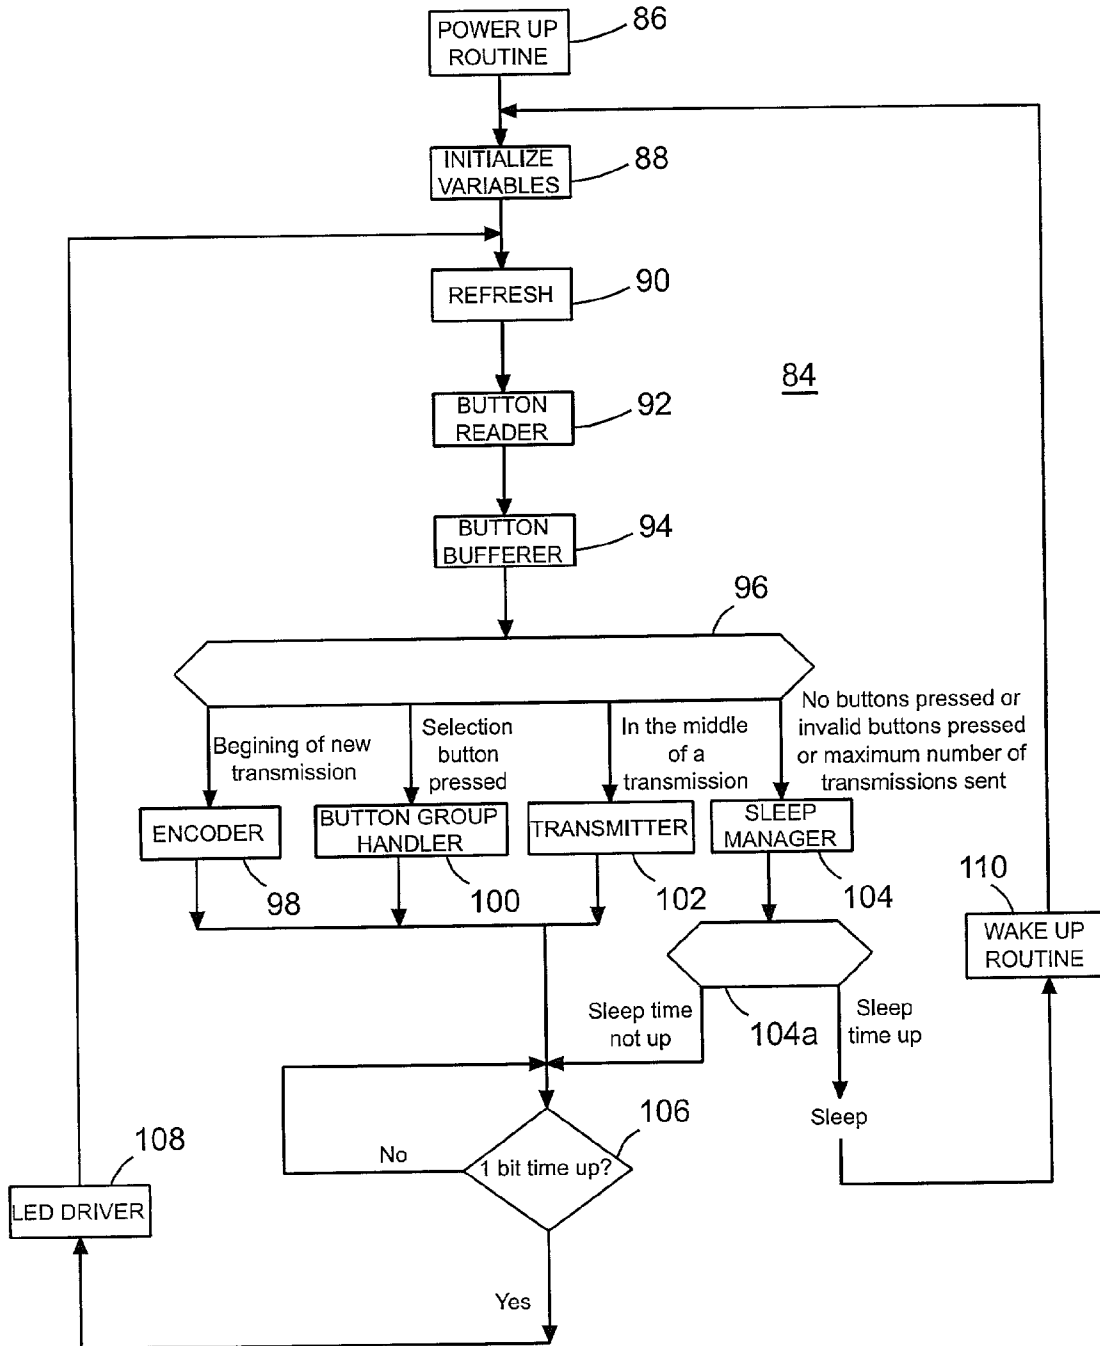 POWER UP
ROUTINE
86
INITIALIZE
VARIABLES
88
REFRESH
90
84
BUTTON
READER
92
BUTTON
BUFFERER
94
96
Begining of new
transmission
Selection
button
pressed
In the middle
of a
transmission
No buttons pressed or
invalid buttons pressed
or maximum number of
transmissions sent
ENCODER
98
BUTTON GROUP
HANDLER
100
TRANSMITTER
102
SLEEP
MANAGER
104
110
WAKE UP
ROUTINE
Sleep time
not up
104a
Sleep
time up
Sleep
106
1 bit time up?
No
108
LED DRIVER
Yes